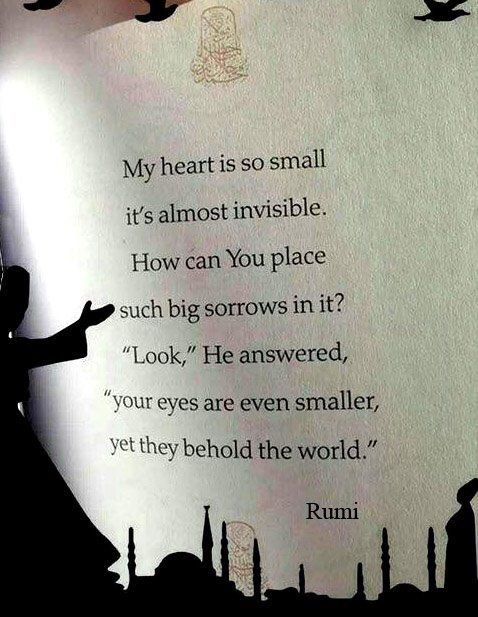 My heart is so small
it's almost invisible.
How can You place
such big sorrows in it?
“Look,” He answered,
“your eyes are even smaller,
yet they behold the world.”
Rumi